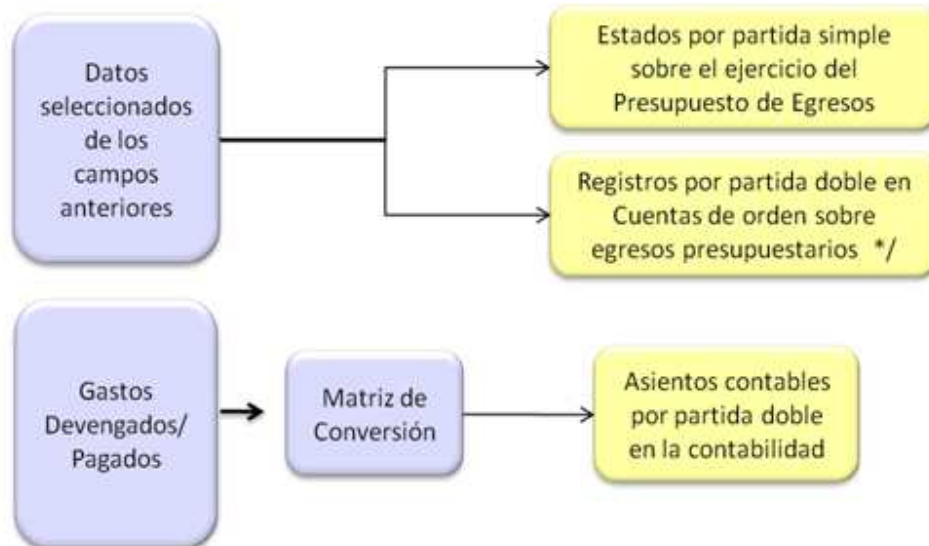 Datos
seleccionados
de los
campos
anteriores
Estados por partida simple
sobre el ejercicio del
Presupuesto de Egresos
Registros por partida doble en
Cuentas de orden sobre
egresos presupuestarios */
Gastos
Devengados/
Pagados
Matriz de
Conversión
Asientos contables
por partida doble
en la contabilidad